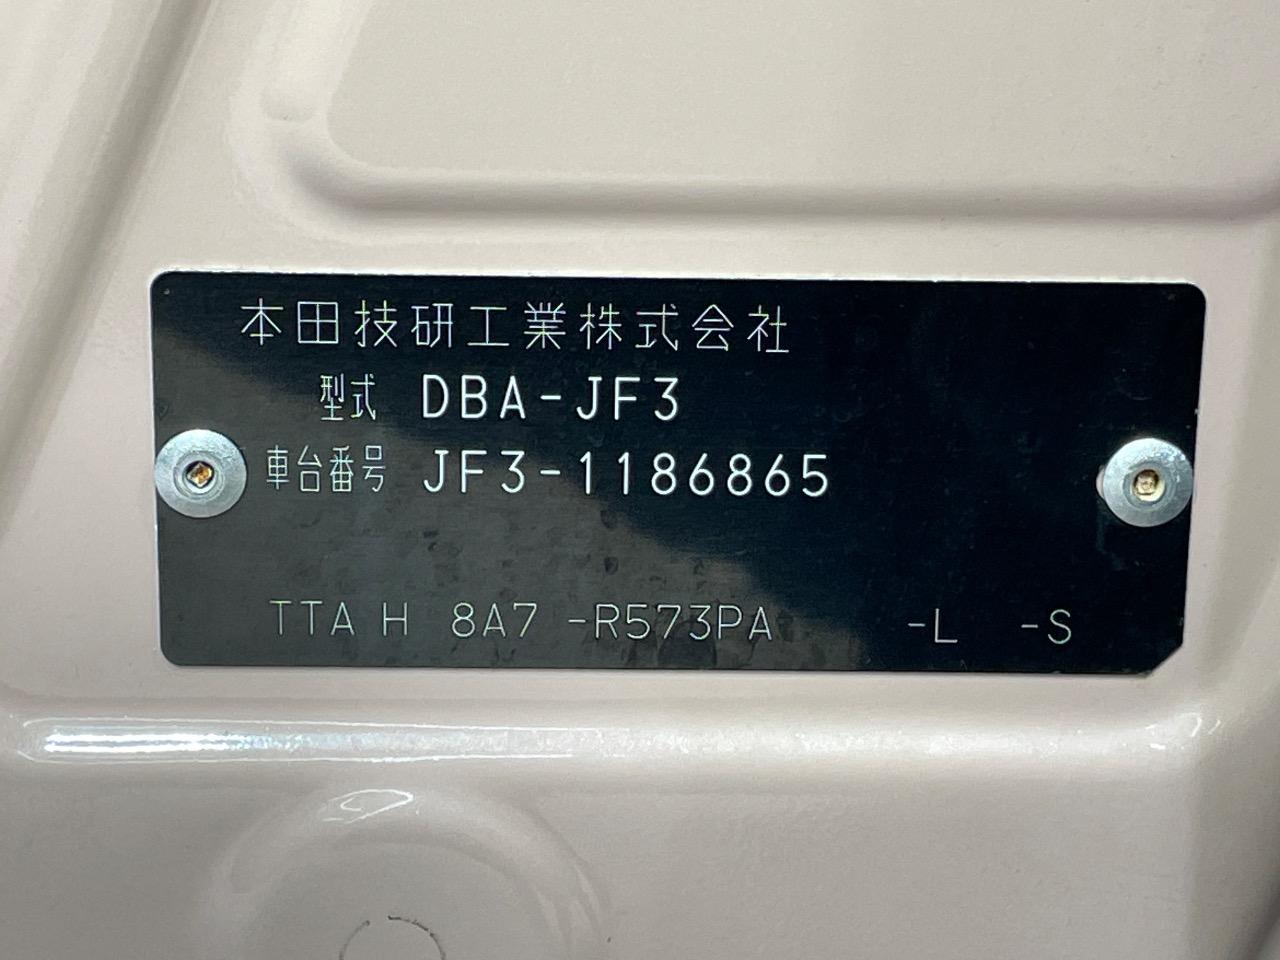 本田技研工業株式会社
型式 DBA-JF3
車台番号 JF3-1186865
TTA H 8A7 -R573PA -L -S